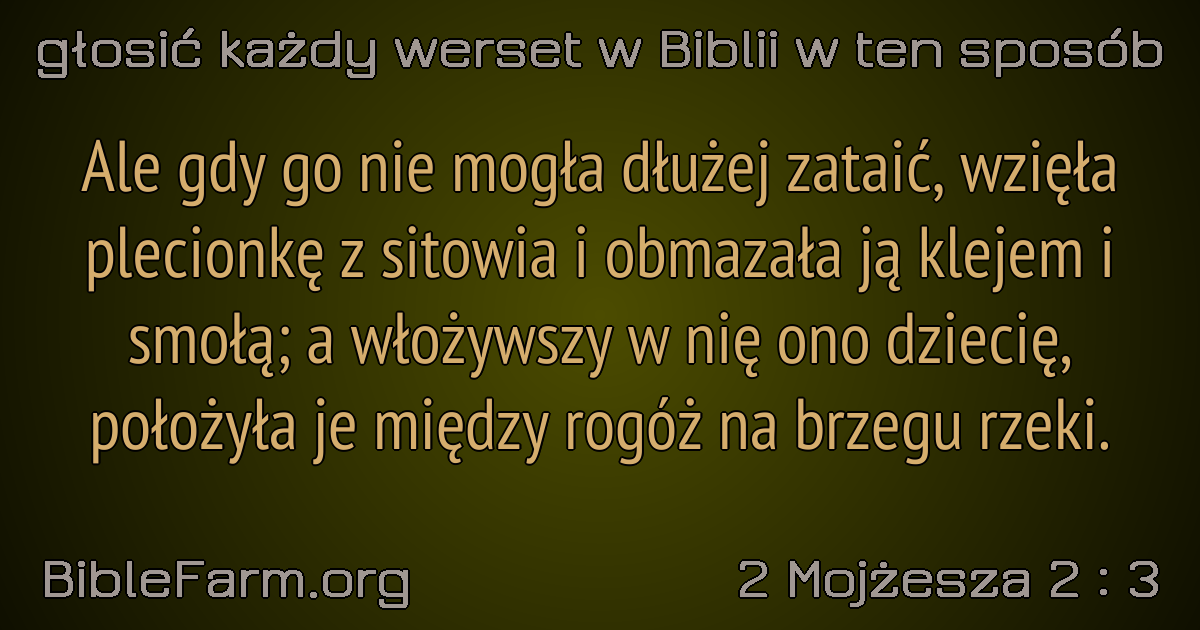 głosić każdy werset w Biblii w ten sposób
Ale gdy go nie mogła dłużej zataić, wzięła
plecionkę z sitowia i obmazała ją klejem i
smołą; a włożywszy w nię ono dziecię,
położyła je między rogóż na brzegu rzeki.
BibleFarm.org
2 Mojżesza 2 : 3